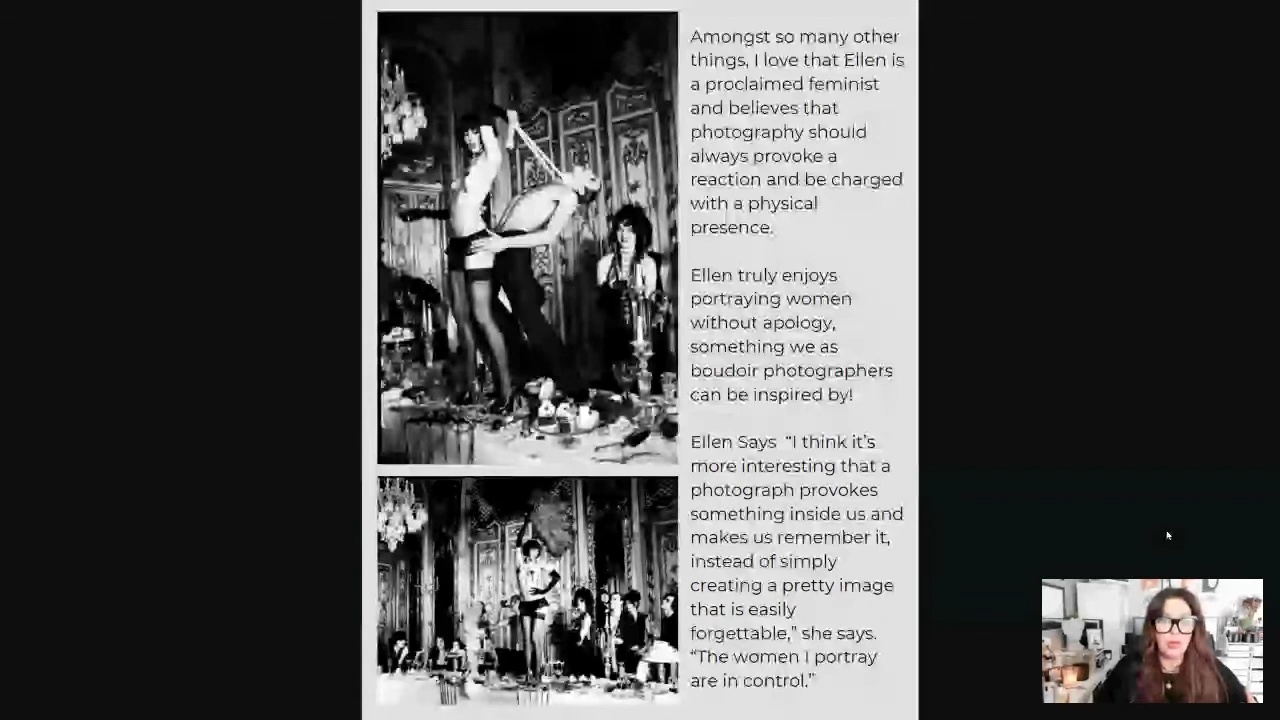 Amongst so many other
things, I love that Ellen is
a proclaimed feminist
and believes that
photography should
always provoke a
reaction and be charged
with a physical
presence.
Ellen truly enjoys
portraying women
without apology,
something we as
boudoir photographers
can be inspired by!
Ellen Says “I think it’s
more interesting that a
photograph provokes
something inside us and
makes us remember it,
instead of simply
creating a pretty image
that is easily
forgettable,” she says.
“The women I portray
are in control.”